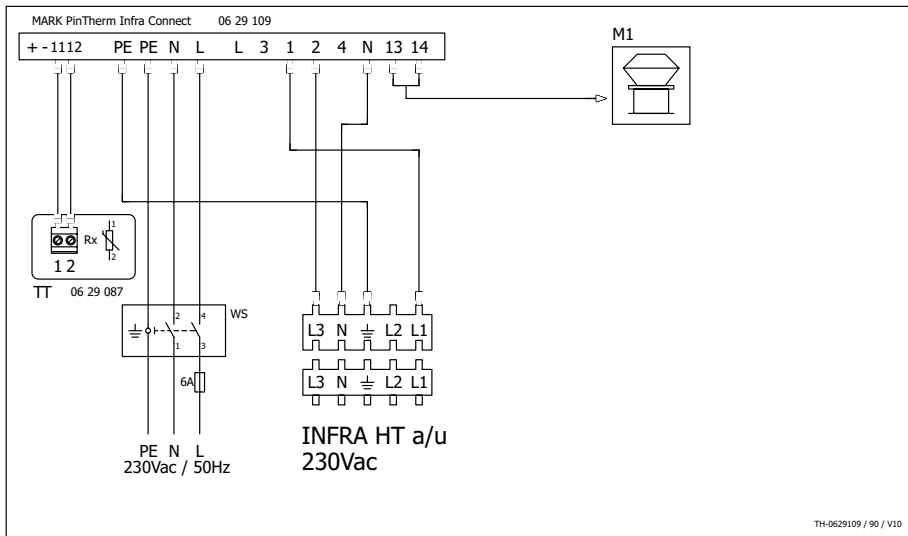 MARK PinTherm Infra Connect 06 29 109
+ - 11 12 PE PE N L L 3 1 2 4 N 13 14
M1
1
Rx
2
1 2
TT 06 29 087
2 4
WS
1 3
6A
L3 N L2 L1
L3 N L2 L1
PE N L
230Vac / 50Hz
INFRA HT a/u
230Vac
TH-0629109 / 90 / V10